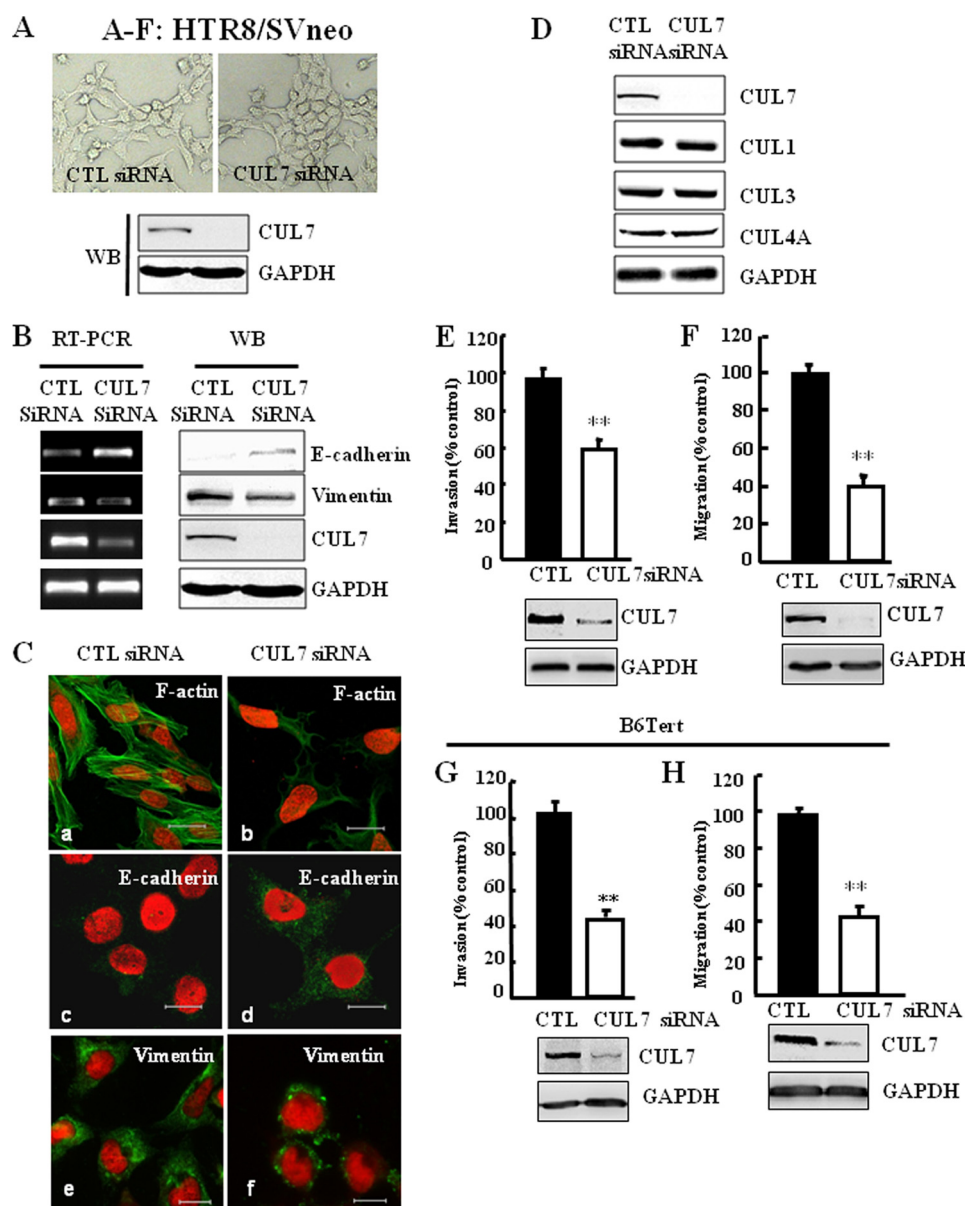 A
A-F: HTR8/SVneo
CTL siRNA
CUL7 siRNA
WB
CUL7
GAPDH
B
RT-PCR
WB
CTL CUL7
SiRNA SiRNA
CTL CUL7
SiRNA SiRNA
E-cadherin
Vimentin
CUL7
GAPDH
C
CTL siRNA
CUL7 siRNA
F-actin
a
F-actin
b
E-cadherin
c
E-cadherin
d
Vimentin
e
Vimentin
f
D
CTL CUL7
siRNA siRNA
CUL7
CUL1
CUL3
CUL4A
GAPDH
E
Invasion (% control)
120
100
80
60
40
20
0
**
CTL CUL7 siRNA
CUL7
GAPDH
F
Migration (% control)
120
100
80
60
40
20
0
**
CTL CUL7 siRNA
CUL7
GAPDH
B6Tert
G
Invasion (% control)
120
100
80
60
40
20
0
**
CTL CUL7 siRNA
CUL7
GAPDH
H
Migration (% control)
120
100
80
60
40
20
0
**
CTL CUL7 siRNA
CUL7
GAPDH